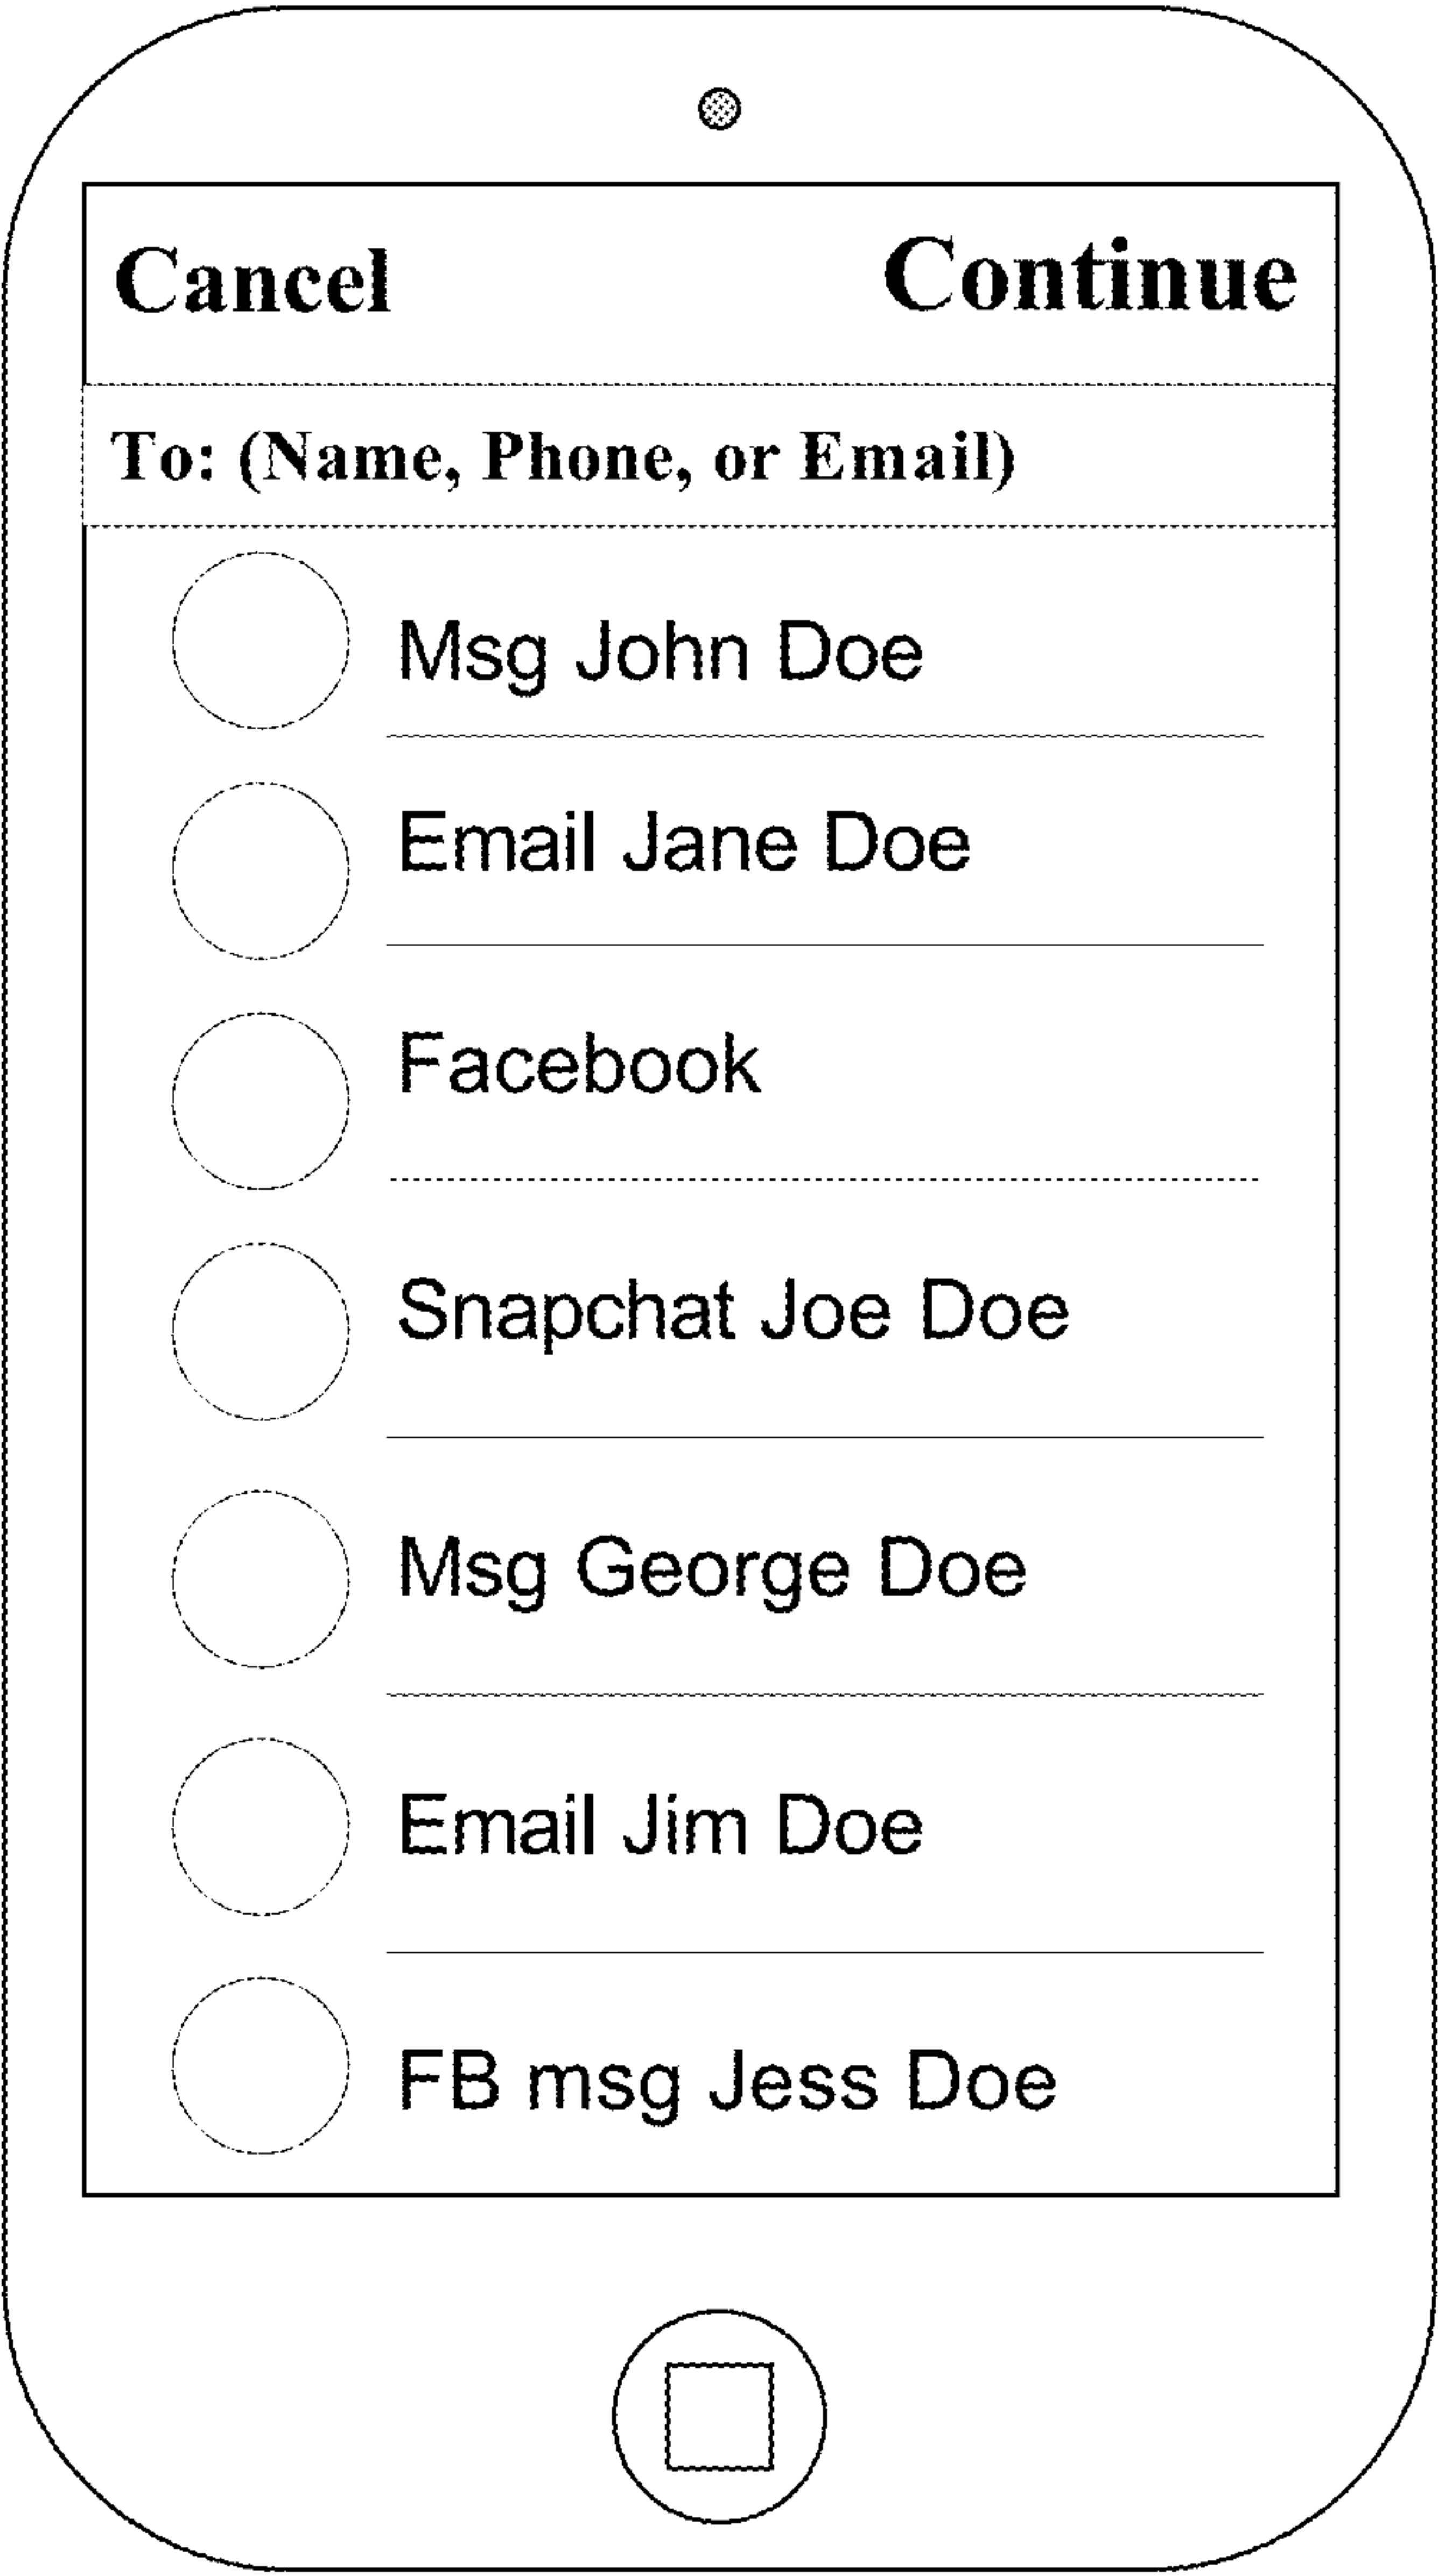 Cancel Continue
To: (Name, Phone, or Email)
Msg John Doe
Email Jane Doe
Facebook
Snapchat Joe Doe
Msg George Doe
Email Jim Doe
FB msg Jess Doe